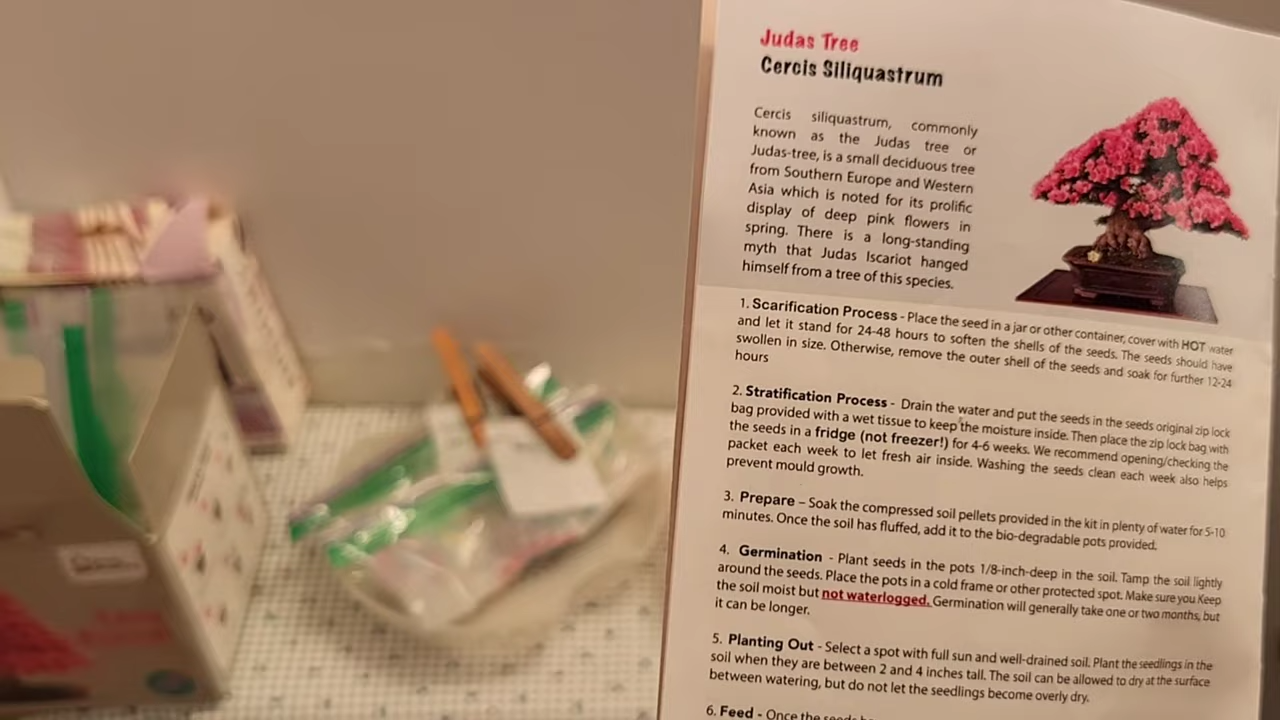 Judas Tree
Cercis Siliquastrum
Cercis siliquastrum, commonly
known as the Judas tree or
Judas-tree, is a small deciduous tree
from Southern Europe and Western
Asia which is noted for its prolific
display of deep pink flowers in
spring. There is a long-standing
myth that Judas Iscariot hanged
himself from a tree of this species.
1. Scarification Process - Place the seed in a jar or other container, cover with HOT water
and let it stand for 24-48 hours to soften the shells of the seeds. The seeds should have
swollen in size. Otherwise, remove the outer shell of the seeds and soak for further 12-24
hours
2. Stratification Process - Drain the water and put the seeds in the seeds original zip lock
bag provided with a wet tissue to keep the moisture inside. Then place the zip lock bag with
the seeds in a fridge (not freezer!) for 4-6 weeks. We recommend opening/checking the
packet each week to let fresh air inside. Washing the seeds clean each week also helps
prevent mould growth.
3. Prepare – Soak the compressed soil pellets provided in the kit in plenty of water for 5-10
minutes. Once the soil has fluffed, add it to the bio-degradable pots provided.
4. Germination - Plant seeds in the pots 1/8-inch-deep in the soil. Tamp the soil lightly
around the seeds. Place the pots in a cold frame or other protected spot. Make sure you Keep
the soil moist but not waterlogged. Germination will generally take one or two months, but
it can be longer.
5. Planting Out - Select a spot with full sun and well-drained soil. Plant the seedlings in the
soil when they are between 2 and 4 inches tall. The soil can be allowed to dry at the surface
between watering, but do not let the seedlings become overly dry.
6. Feed - Once the seeds